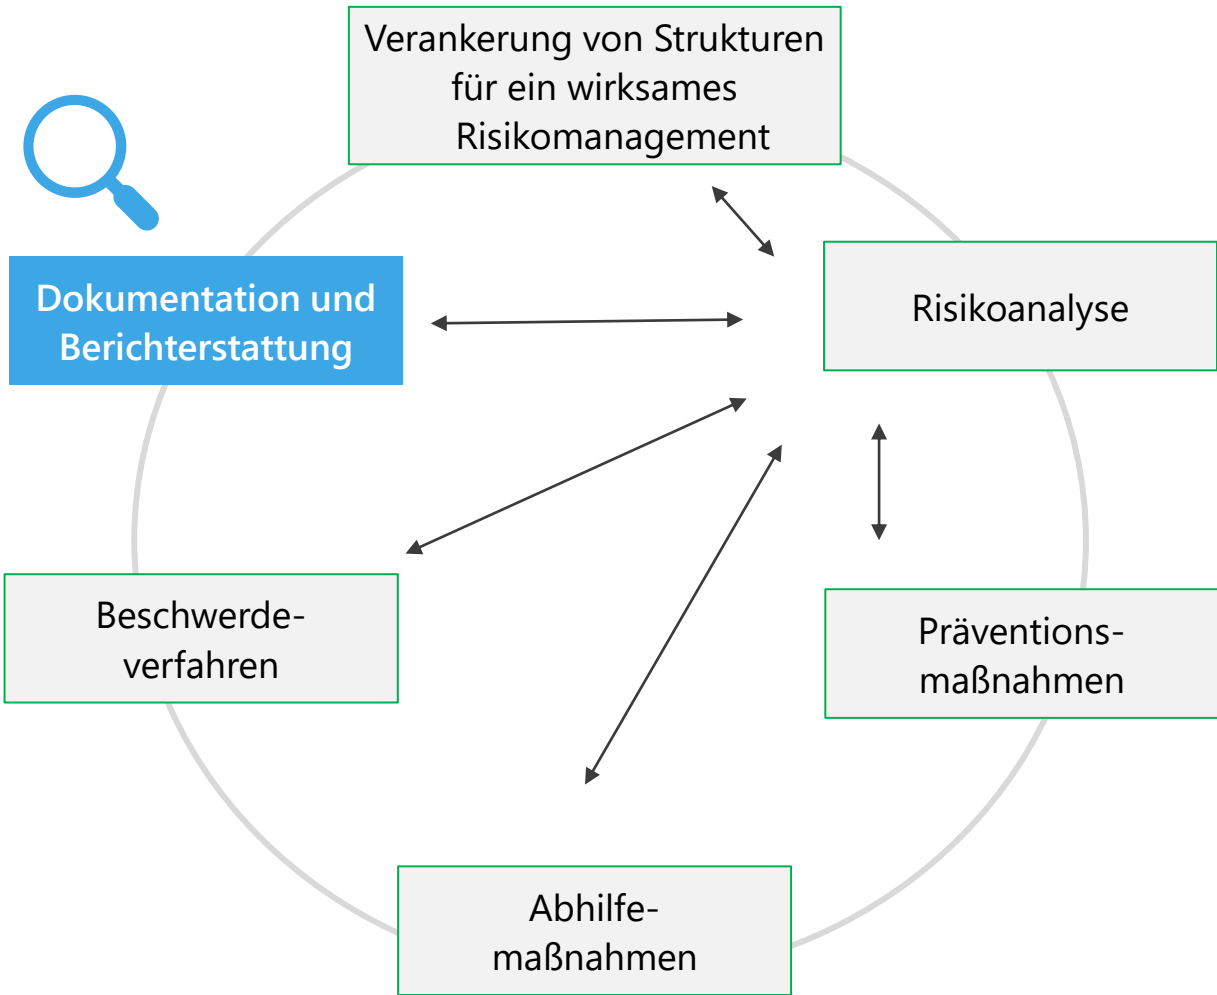 Verankerung von Strukturen
für ein wirksames
Risikomanagement
Dokumentation und
Berichterstattung
Risikoanalyse
Beschwerde-
verfahren
Präventions-
maßnahmen
Abhilfe-
maßnahmen